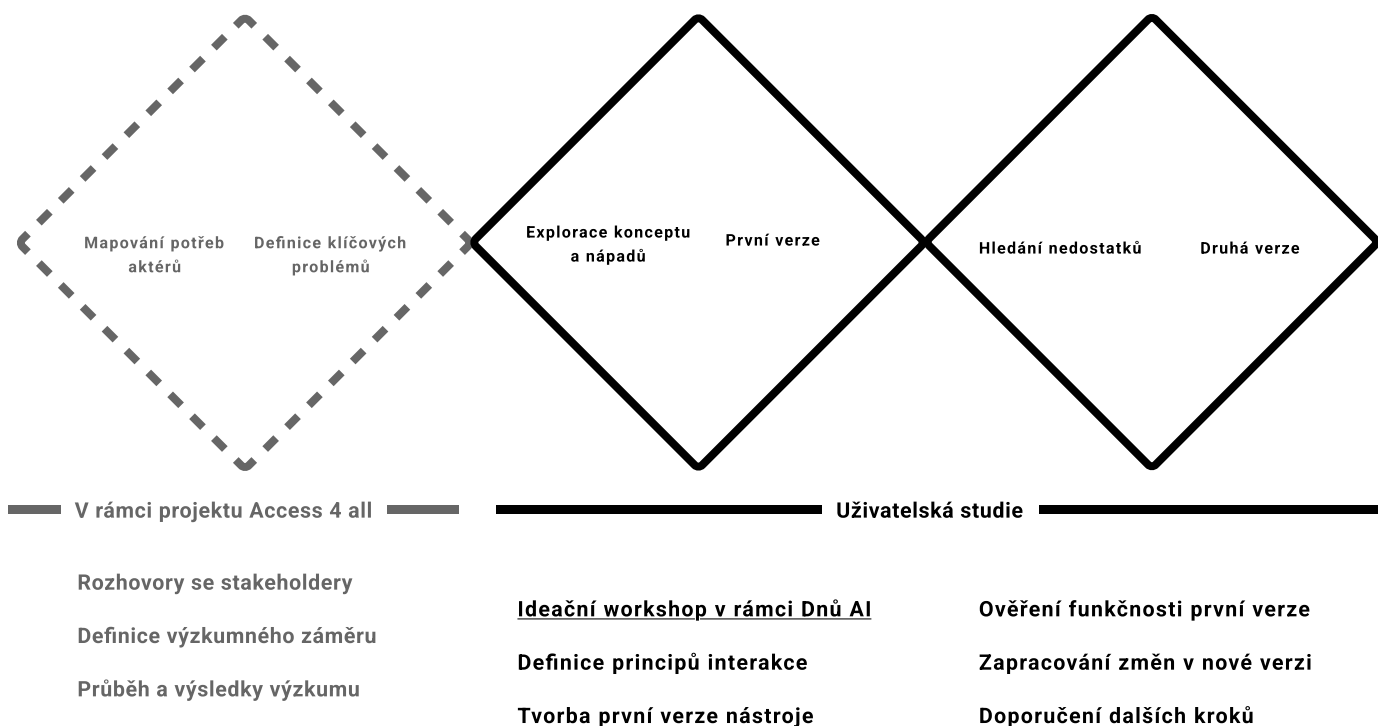 Mapování potřeb
aktérů
Definice klíčových
problémů
Explorace konceptu
a nápadů
První verze
Hledání nedostatků
Druhá verze
V rámci projektu Access 4 all
Uživatelská studie
Rozhovory se stakeholdery
Definice výzkumného záměru
Průběh a výsledky výzkumu
Ideační workshop v rámci Dnů AI
Definice principů interakce
Tvorba první verze nástroje
Ověření funkčnosti první verze
Zapracování změn v nové verzi
Doporučení dalších kroků